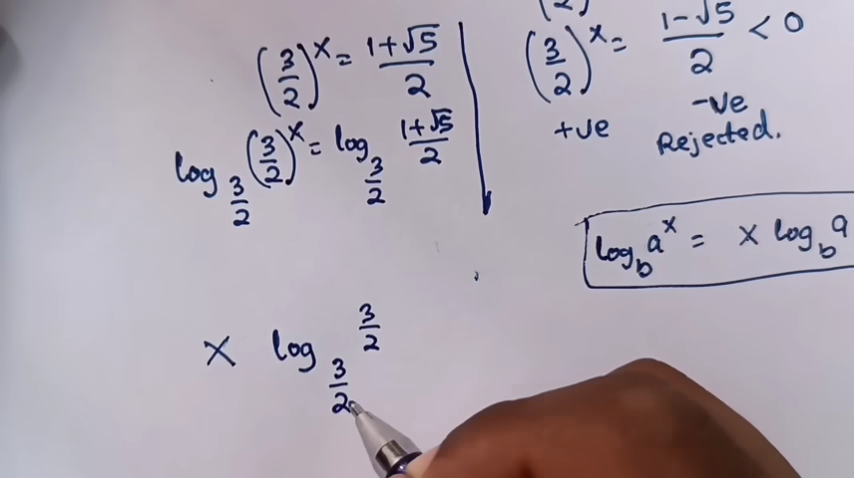 (3/2)^x = (1+√5)/2
log_{3/2} (3/2)^x = log_{3/2} (1+√5)/2
x log_{3/2} 3/2
(3/2)^x = (1-√5)/2 < 0
+ve -ve
Rejected.
log_b a^x = x log_b a